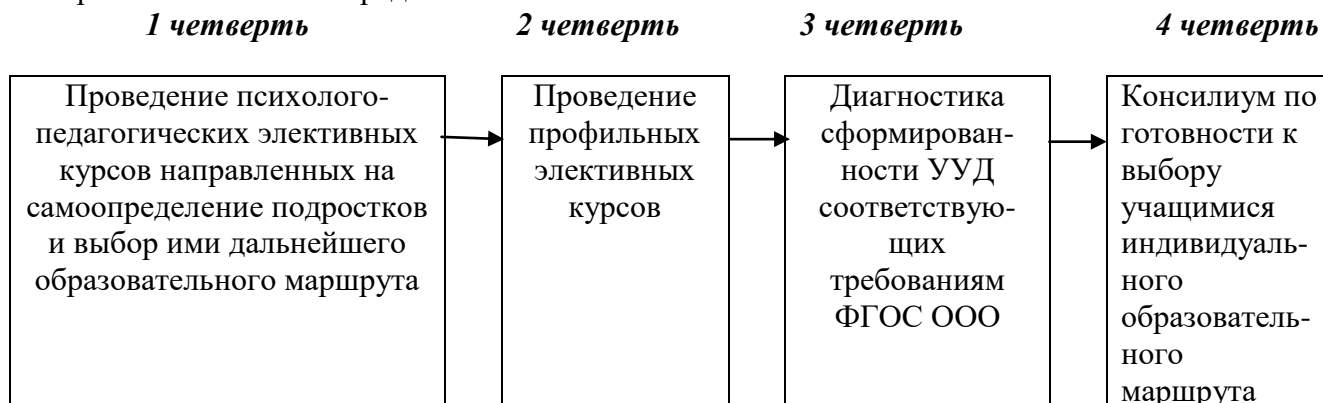 1 четверть 2 четверть 3 четверть 4 четверть
Проведение психолого-
педагогических элективных
курсов направленных на
самоопределение подростков
и выбор ими дальнейшего
образовательного маршрута
Проведение
профильных
элективных
курсов
Диагностика
сформирован-
ности УУД
соответствую-
щих
требованиям
ФГОС ООО
Консилиум по
готовности к
выбору
учащимися
индивидуаль-
ного
образователь-
ного
маршрута